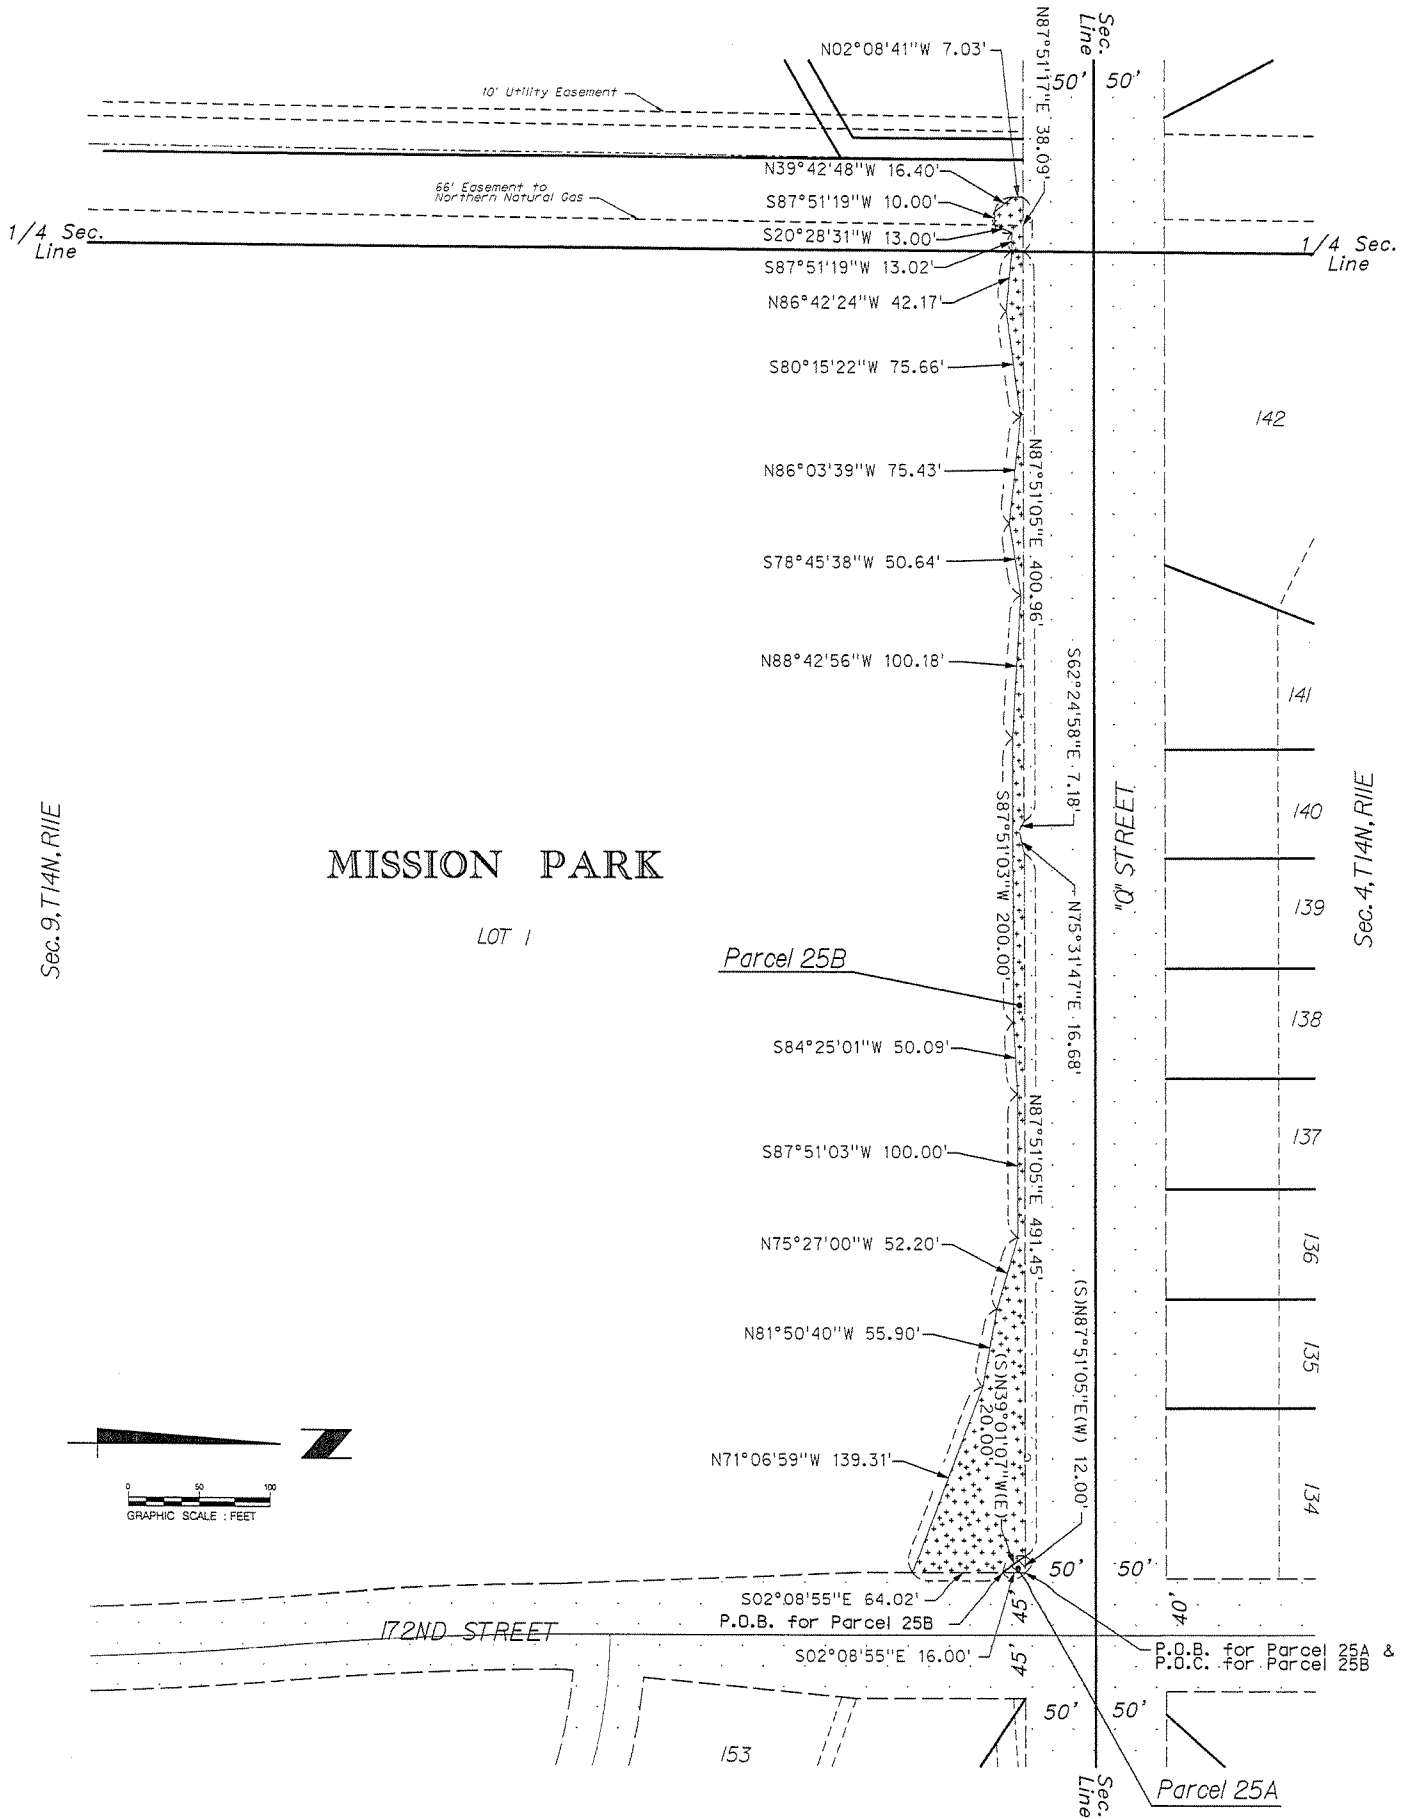 Sec.
Line
N02°08'41"W 7.03'
N87°51'17"E 38.09'
50' 50'
10' Utility Easement
N39°42'48"W 16.40'
66' Easement to
Northern Natural Gas
S87°51'19"W 10.00'
1/4 Sec.
Line
S20°28'31"W 13.00'
1/4 Sec.
Line
S87°51'19"W 13.02'
N86°42'24"W 42.17'
S80°15'22"W 75.66'
142
N86°03'39"W 75.43'
N87°51'05"E 400.96'
S78°45'38"W 50.64'
N88°42'56"W 100.18'
S62°24'58"E 7.18'
141
140
"Q" STREET
S87°51'03"W 200.00'
Sec. 9, T14N, R11E
MISSION PARK
Sec. 4, T14N, R11E
139
LOT 1
N75°31'47"E 16.68'
Parcel 25B
138
S84°25'01"W 50.09'
137
S87°51'03"W 100.00'
N87°51'05"E 491.45'
N75°27'00"W 52.20'
136
N81°50'40"W 55.90'
(S)N87°51'05"E(W) 12.00'
135
(S)N39°01'07"W(E)
20.00'
N71°06'59"W 139.31'
134
Z
0 50 100
GRAPHIC SCALE : FEET
50' 50'
S02°08'55"E 64.02'
45'
40'
P.O.B. for Parcel 25B
172ND STREET
S02°08'55"E 16.00'
45'
P.O.B. for Parcel 25A &
P.O.C. for Parcel 25B
50' 50'
153
Sec.
Line
Parcel 25A